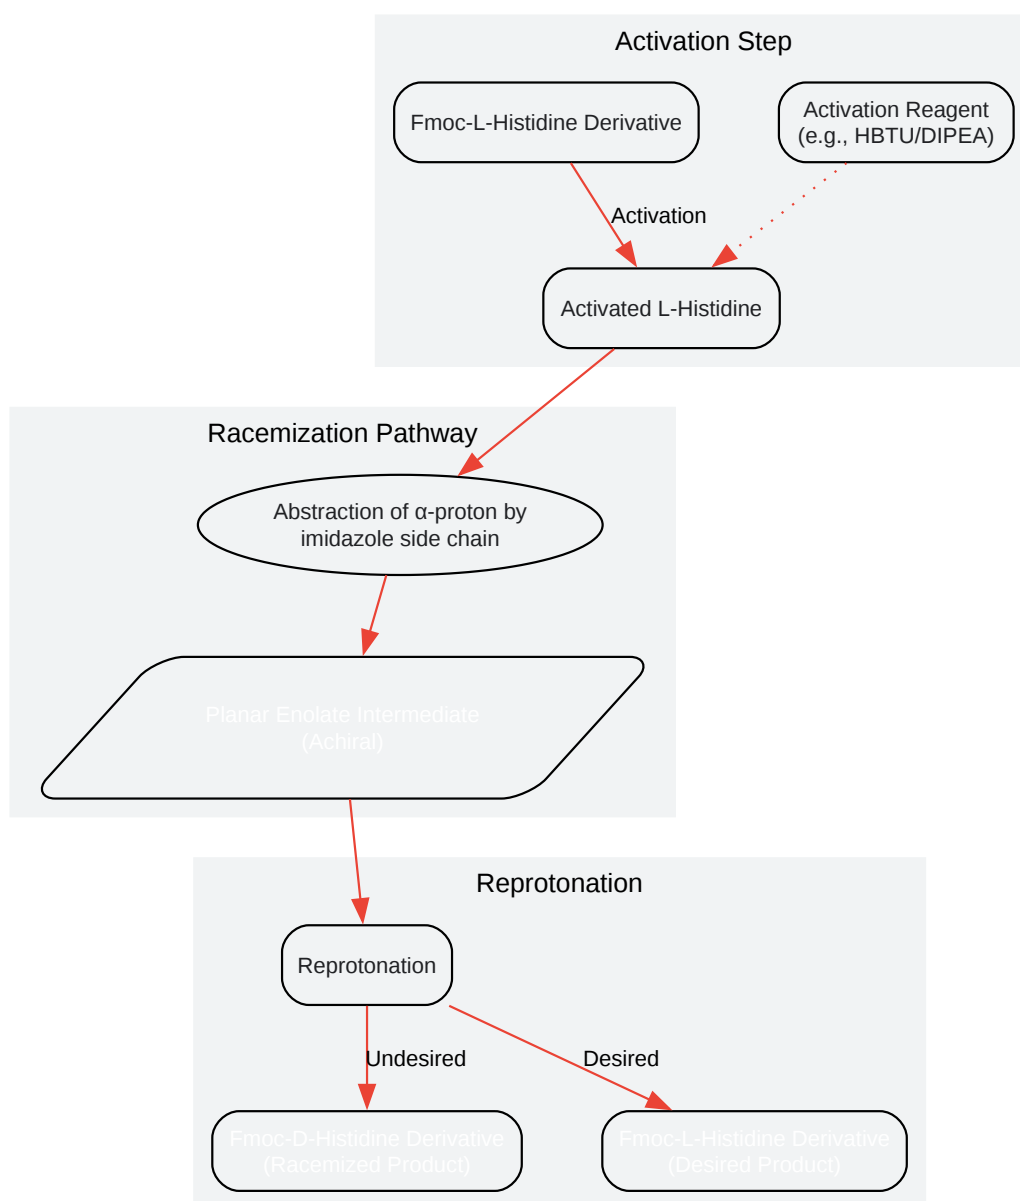 Activation Step
Fmoc-L-Histidine Derivative
Activation Reagent
(e.g., HBTU/DIPEA)
Activation
Activated L-Histidine
Racemization Pathway
Abstraction of α-proton by
imidazole side chain
Planar Enolate Intermediate
(Achiral)
Reprotonation
Reprotonation
Undesired
Desired
Fmoc-D-Histidine Derivative
(Racemized Product)
Fmoc-L-Histidine Derivative
(Desired Product)